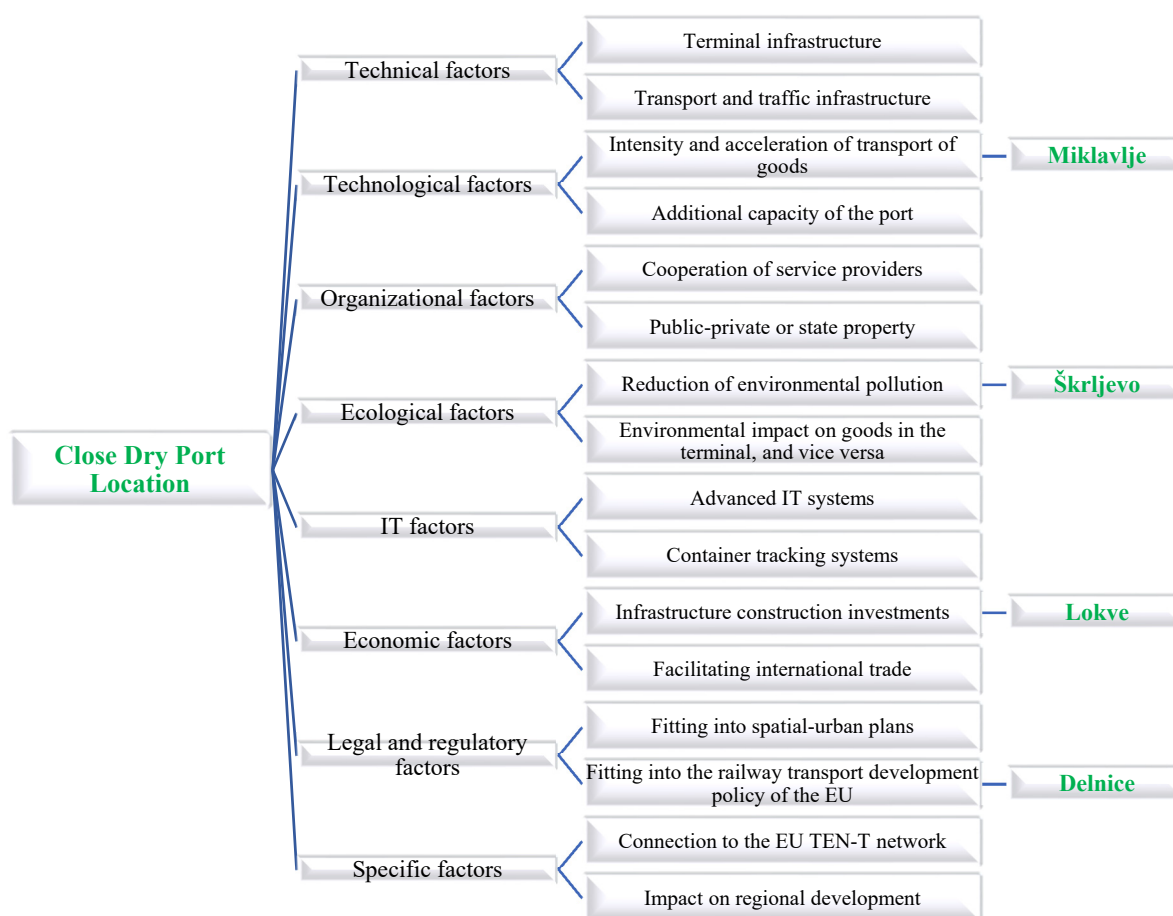 Close Dry Port
Location
Technical factors
Terminal infrastructure
Transport and traffic infrastructure
Technological factors
Intensity and acceleration of transport of
goods
Miklavlje
Additional capacity of the port
Organizational factors
Cooperation of service providers
Public-private or state property
Ecological factors
Reduction of environmental pollution
Škrljevo
Environmental impact on goods in the
terminal, and vice versa
IT factors
Advanced IT systems
Container tracking systems
Economic factors
Infrastructure construction investments
Lokve
Facilitating international trade
Legal and regulatory
factors
Fitting into spatial-urban plans
Fitting into the railway transport development
policy of the EU
Delnice
Specific factors
Connection to the EU TEN-T network
Impact on regional development